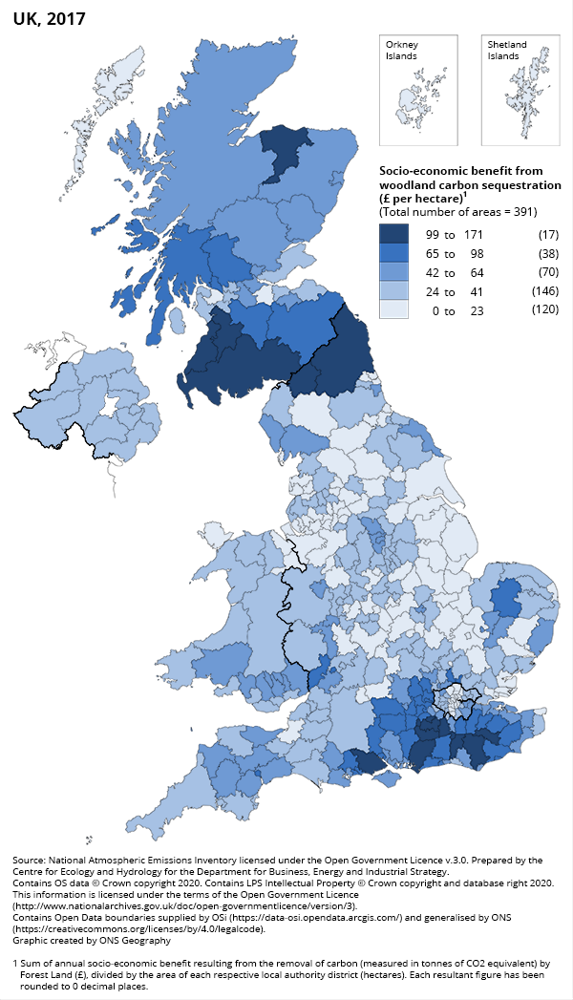 UK, 2017
Orkney
Islands
Shetland
Islands
Socio-economic benefit from
woodland carbon sequestration
(£ per hectare)1
(Total number of areas = 391)
99 to 171 (17)
65 to 98 (38)
42 to 64 (70)
24 to 41 (146)
0 to 23 (120)
Source: National Atmospheric Emissions Inventory licensed under the Open Government Licence v.3.0. Prepared by the
Centre for Ecology and Hydrology for the Department for Business, Energy and Industrial Strategy.
Contains OS data © Crown copyright 2020. Contains LPS Intellectual Property © Crown copyright and database right 2020.
This information is licensed under the terms of the Open Government Licence
(http://www.nationalarchives.gov.uk/doc/open-governmentlicence/version/3).
Contains Open Data boundaries supplied by OSi (https://data-osi.opendata.arcgis.com/) and generalised by ONS
(https://creativecommons.org/licenses/by/4.0/legalcode).
Graphic created by ONS Geography
1 Sum of annual socio-economic benefit resulting from the removal of carbon (measured in tonnes of CO2 equivalent) by
Forest Land (£), divided by the area of each respective local authority district (hectares). Each resultant figure has been
rounded to 0 decimal places.